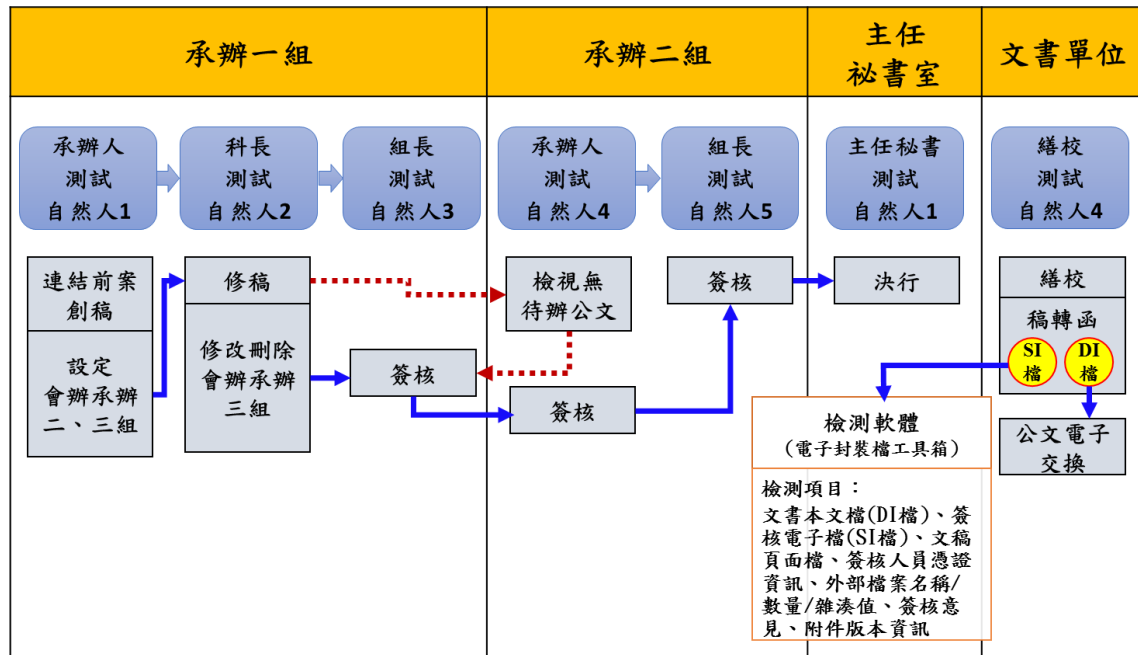 承辦一組
承辦二組
主任
祕書室
文書單位
承辦人
測試
自然人1
科長
測試
自然人2
組長
測試
自然人3
承辦人
測試
自然人4
組長
測試
自然人5
主任秘書
測試
自然人1
繕校
測試
自然人4
連結前案
創稿
設定
會辦承辦
二、三組
修稿
修改刪除
會辦承辦
三組
簽核
檢視無
待辦公文
簽核
簽核
決行
繕校
稿轉函
SI
檔
DI
檔
公文電子
交換
檢測軟體
(電子封裝檔工具箱)
檢測項目：
文書本文檔(DI檔)、簽
核電子檔(SI檔)、文稿
頁面檔、簽核人員憑證
資訊、外部檔案名稱/
數量/雜湊值、簽核意
見、附件版本資訊